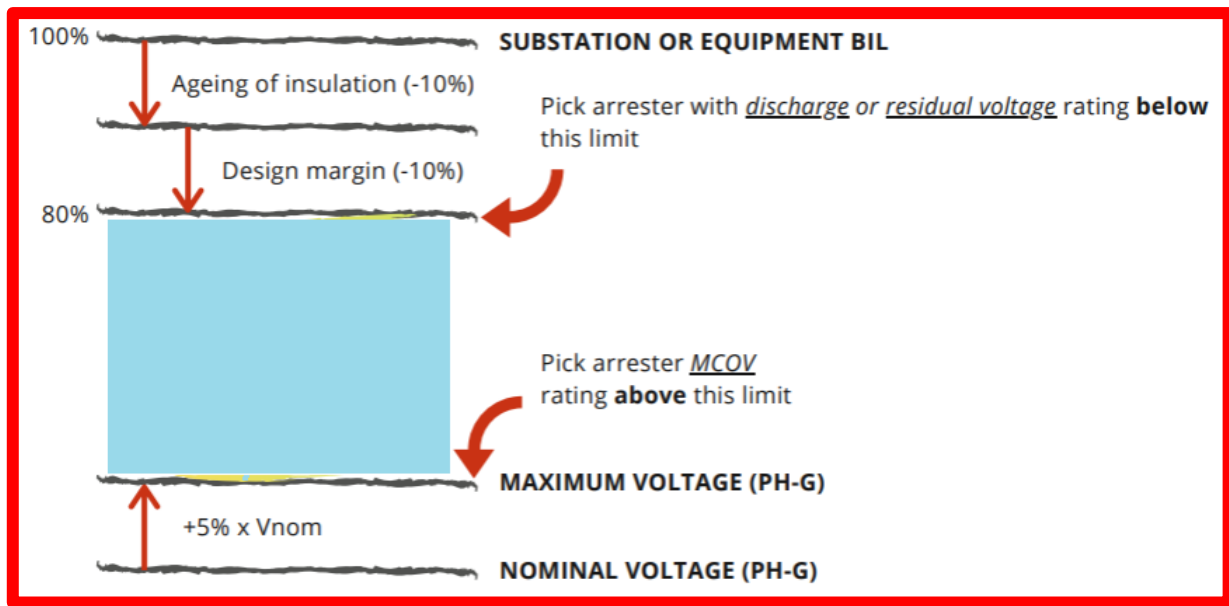 100%
SUBSTATION OR EQUIPMENT BIL
Ageing of insulation (-10%)
Pick arrester with discharge or residual voltage rating below
this limit
Design margin (-10%)
80%
Pick arrester MCOV
rating above this limit
MAXIMUM VOLTAGE (PH-G)
+5% x Vnom
NOMINAL VOLTAGE (PH-G)